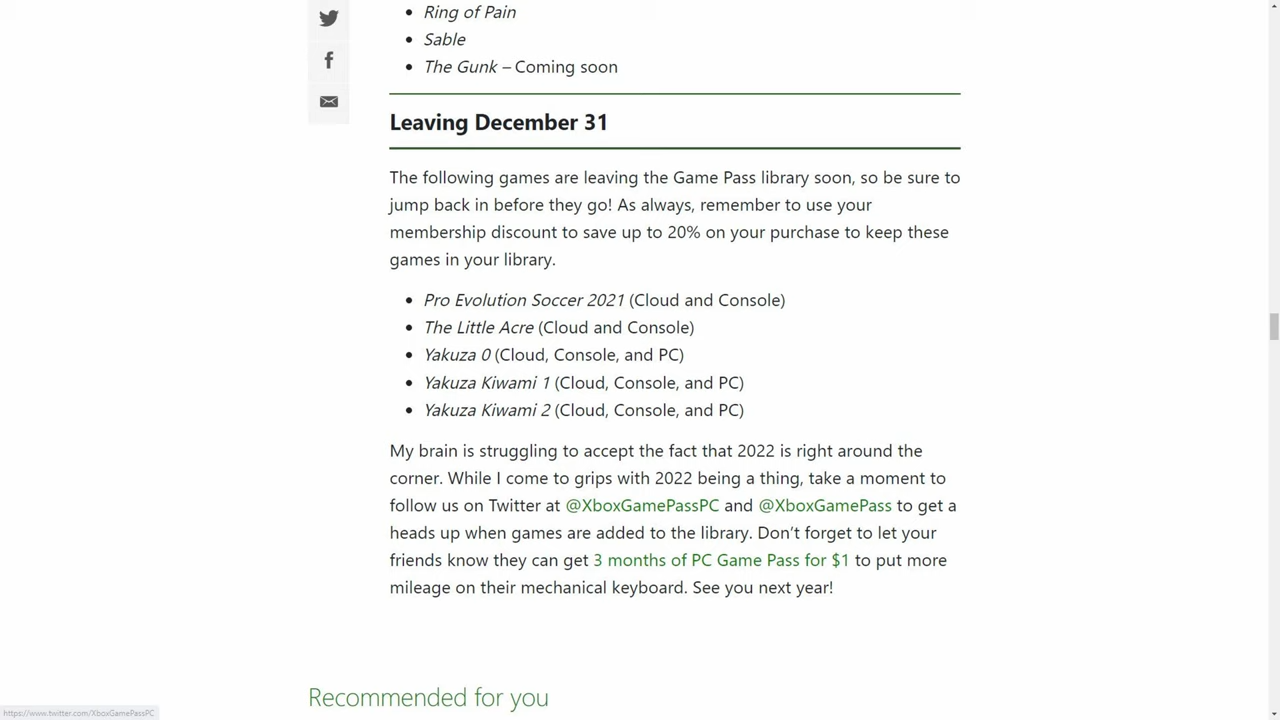 Ring of Pain
Sable
The Gunk – Coming soon
Leaving December 31
The following games are leaving the Game Pass library soon, so be sure to
jump back in before they go! As always, remember to use your
membership discount to save up to 20% on your purchase to keep these
games in your library.
Pro Evolution Soccer 2021 (Cloud and Console)
The Little Acre (Cloud and Console)
Yakuza 0 (Cloud, Console, and PC)
Yakuza Kiwami 1 (Cloud, Console, and PC)
Yakuza Kiwami 2 (Cloud, Console, and PC)
My brain is struggling to accept the fact that 2022 is right around the
corner. While I come to grips with 2022 being a thing, take a moment to
follow us on Twitter at @XboxGamePassPC and @XboxGamePass to get a
heads up when games are added to the library. Don’t forget to let your
friends know they can get 3 months of PC Game Pass for $1 to put more
mileage on their mechanical keyboard. See you next year!
Recommended for you
https://www.twitter.com/XboxGamePassPC